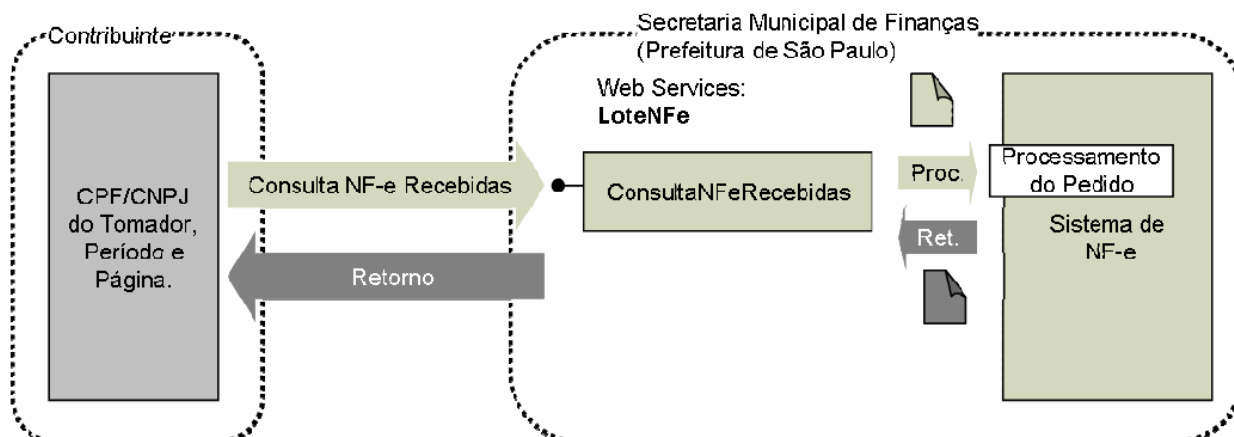 Contribuinte
CPF/CNPJ
do Tomador,
Período e
Página.
Consulta NF-e Recebidas
Retorno
Secretaria Municipal de Finanças
(Prefeitura de São Paulo)
Web Services:
LoteNFe
ConsultaNFeRecebidas
Proc.
Ret.
Processamento
do Pedido
Sistema de
NF-e